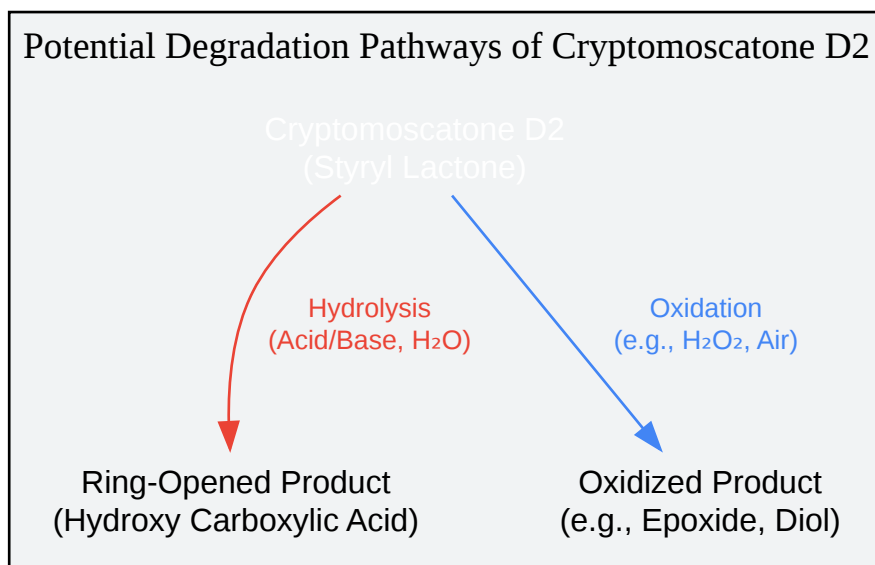 Potential Degradation Pathways of Cryptomoscatone D2
Cryptomoscatone D2
(Styryl Lactone)
Hydrolysis
(Acid/Base, H₂O)
Oxidation
(e.g., H₂O₂, Air)
Ring-Opened Product
(Hydroxy Carboxylic Acid)
Oxidized Product
(e.g., Epoxide, Diol)